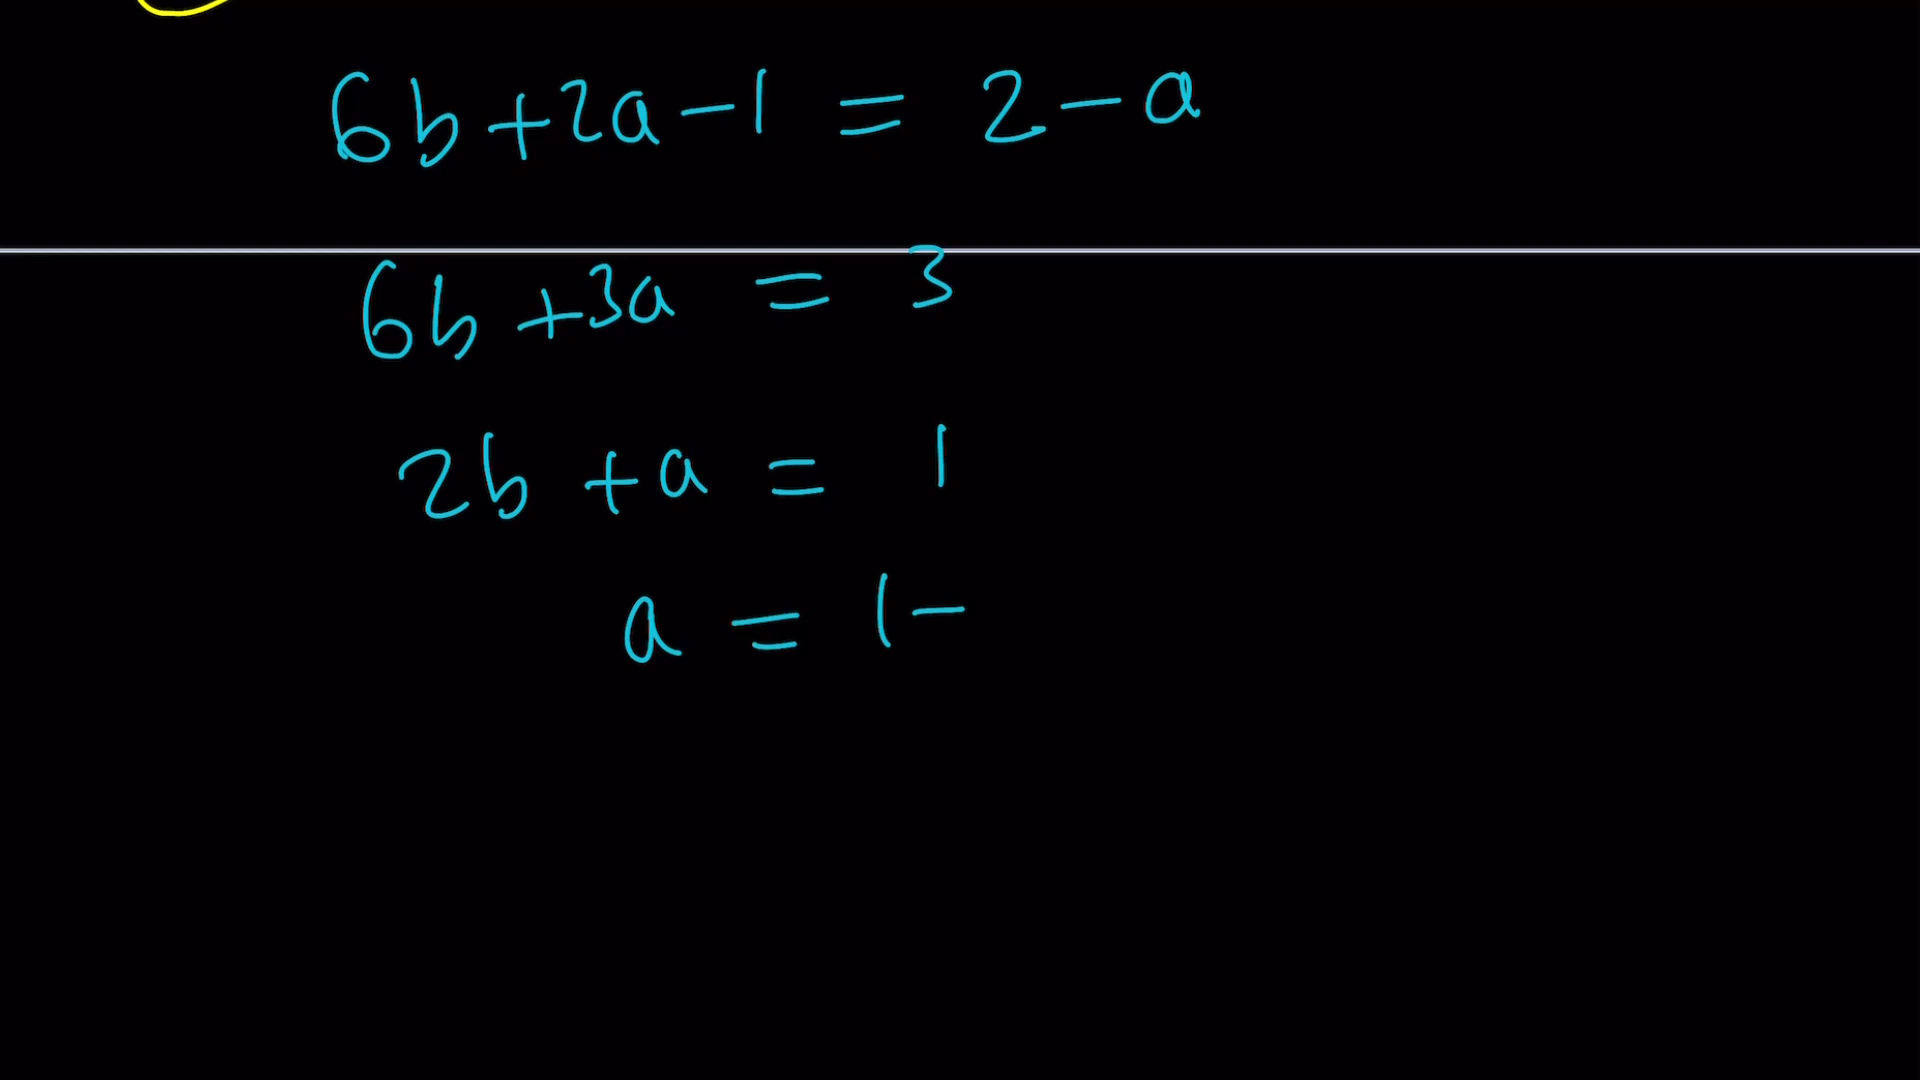 6b+2a-1 = 2-a
6b+3a = 3
2b+a = 1
a = 1-